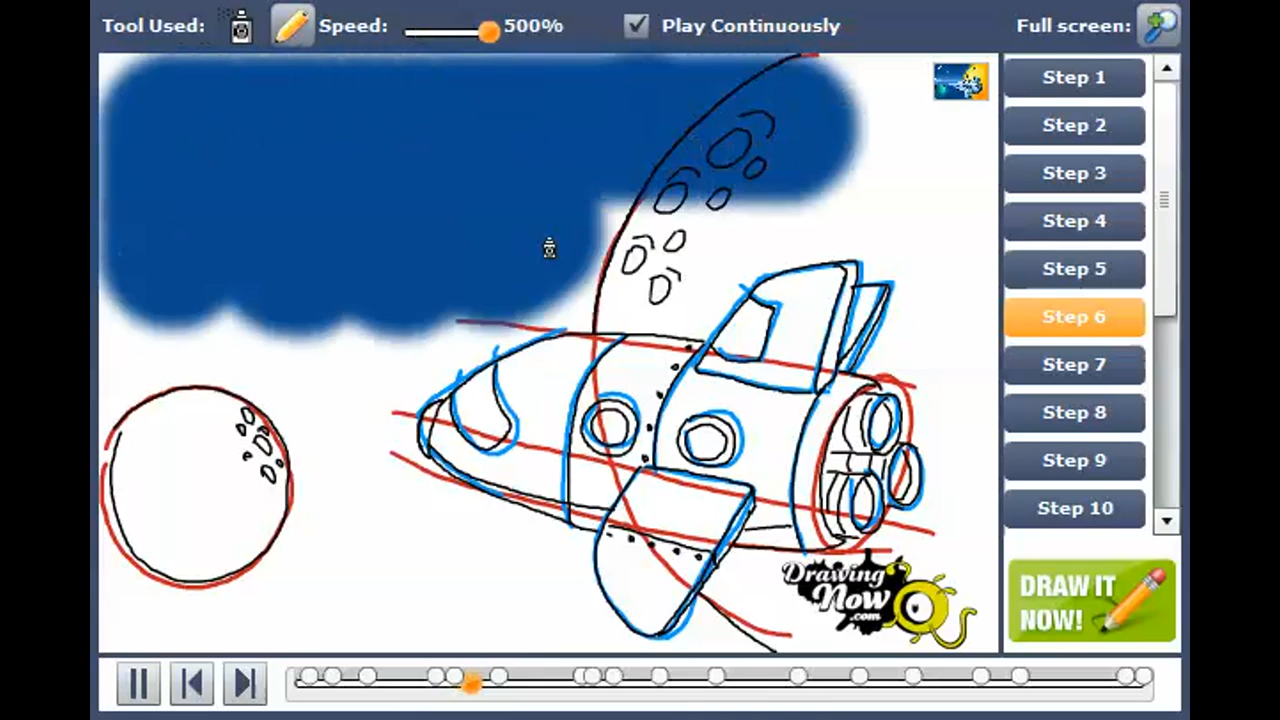 Tool Used: Speed: 500% Play Continuously Full screen:
Step 1
Step 2
Step 3
Step 4
Step 5
Step 6
Step 7
Step 8
Step 9
Step 10
Drawing
Now
.com
DRAW IT
NOW!